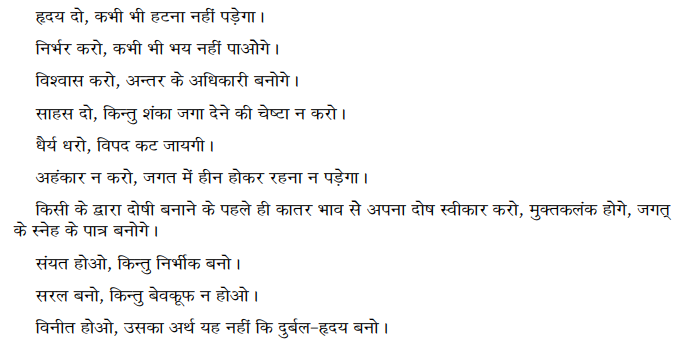 हृदय दो, कभी भी हटना नहीं पड़ेगा।
निर्भर करो, कभी भी भय नहीं पाओगे।
विश्वास करो, अन्तर के अधिकारी बनोगे।
साहस दो, किन्तु शंका जगा देने की चेष्टा न करो।
धैर्य धरो, विपद कट जायगी।
अहंकार न करो, जगत में हीन होकर रहना न पड़ेगा।
किसी के द्वारा दोषी बनाने के पहले ही कातर भाव से अपना दोष स्वीकार करो, मुक्तकलंक होगे, जगत्
के स्नेह के पात्र बनोगे।
संयत होओ, किन्तु निर्भीक बनो।
सरल बनो, किन्तु बेवकूफ न होओ।
विनीत होओ, उसका अर्थ यह नहीं कि दुर्बल-हृदय बनो।